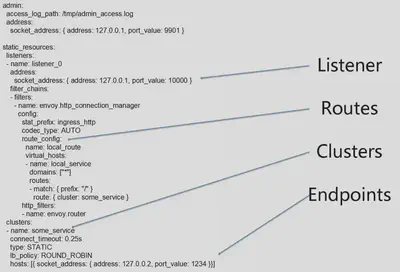 admin:
access_log_path: /tmp/admin_access.log
address:
socket_address: { address: 127.0.0.1, port_value: 9901 }
static_resources:
listeners:
- name: listener_0
address:
socket_address: { address: 127.0.0.1, port_value: 10000 }
filter_chains:
- filters:
- name: envoy.http_connection_manager
config:
stat_prefix: ingress_http
codec_type: AUTO
route_config:
name: local_route
virtual_hosts:
- name: local_service
domains: ["*"]
routes:
- match: { prefix: "/" }
route: { cluster: some_service }
http_filters:
- name: envoy.router
clusters:
- name: some_service
connect_timeout: 0.25s
type: STATIC
lb_policy: ROUND_ROBIN
hosts: [{ socket_address: { address: 127.0.0.2, port_value: 1234 }}]
Listener
Routes
Clusters
Endpoints